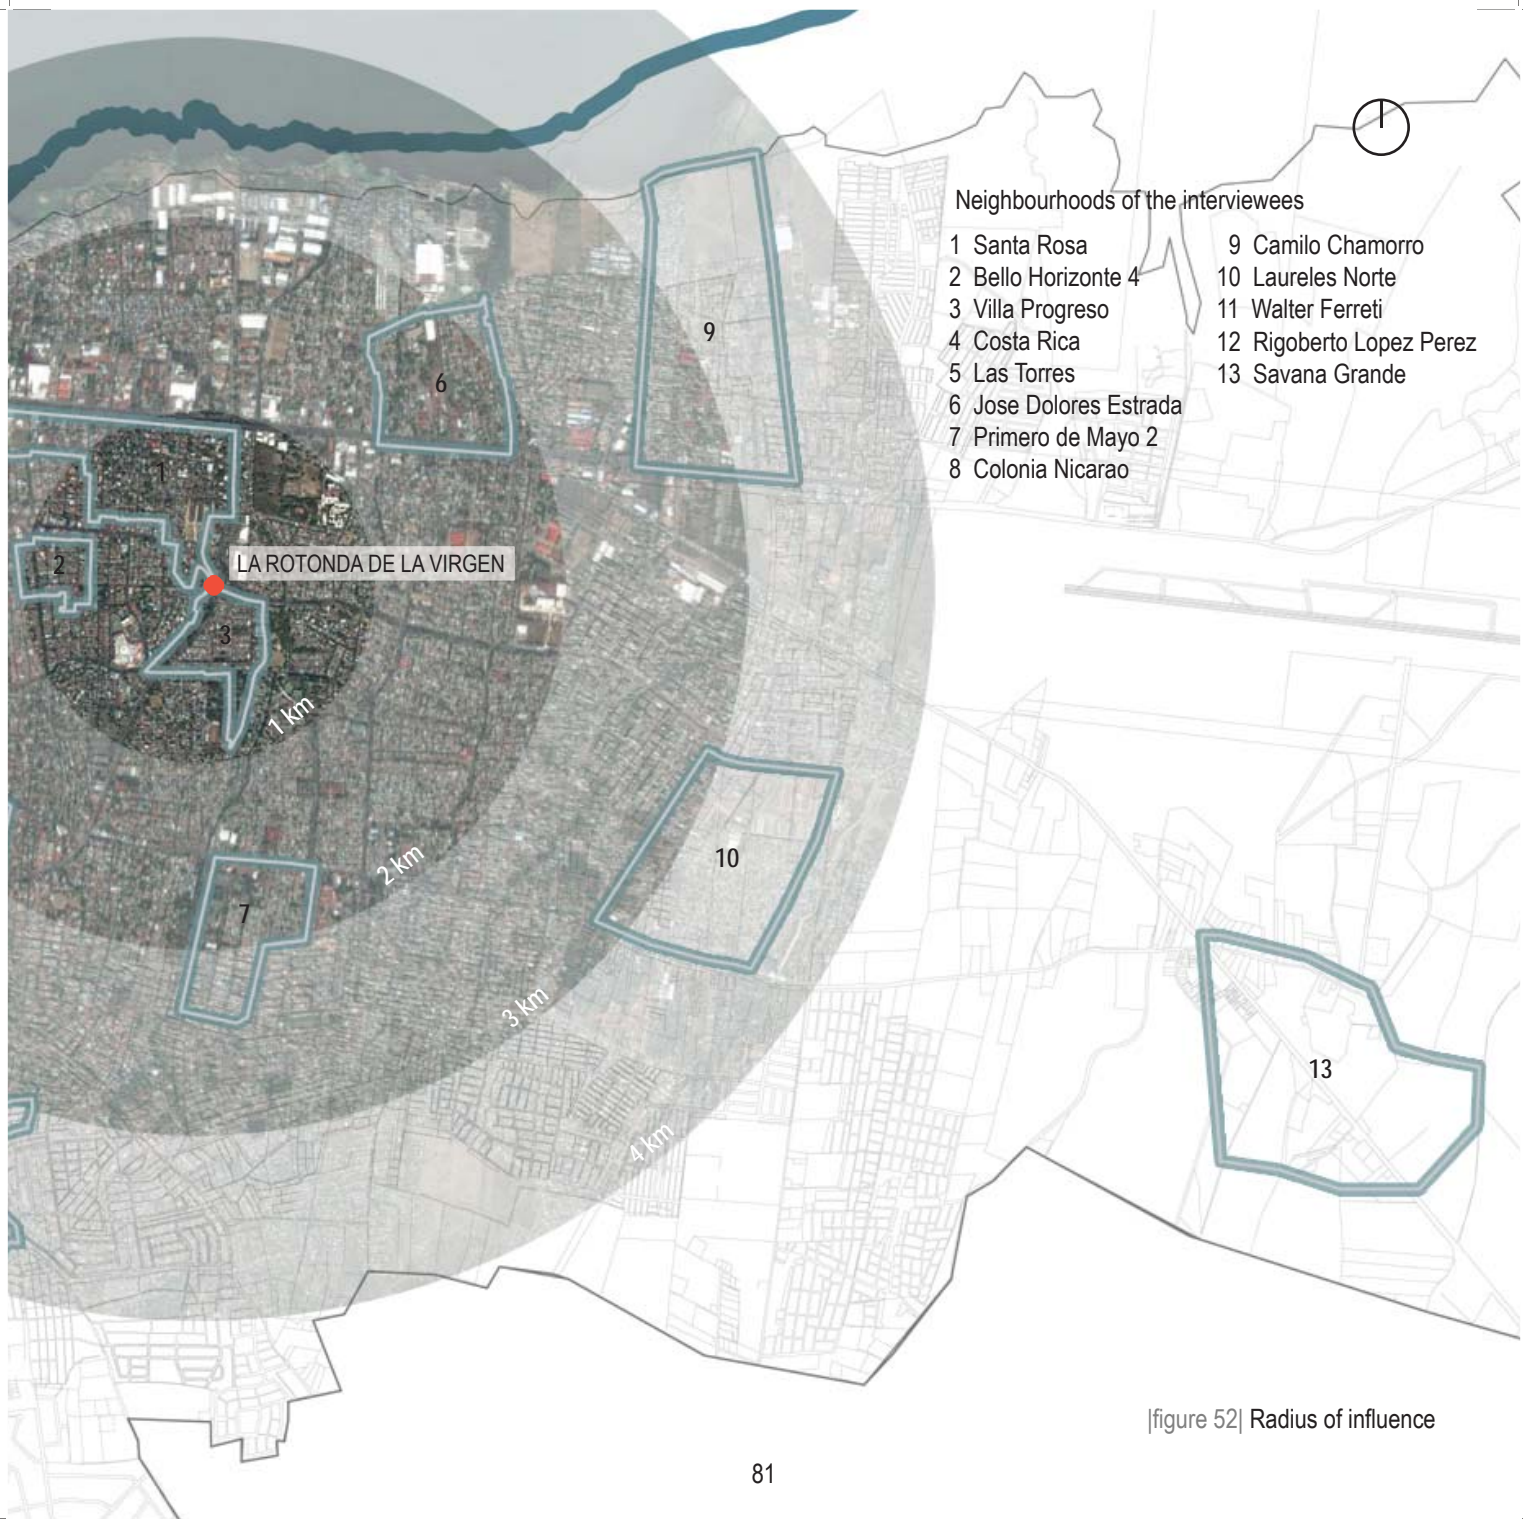 Neighbourhoods of the interviewees
1 Santa Rosa
2 Bello Horizonte 4
3 Villa Progreso
4 Costa Rica
5 Las Torres
6 Jose Dolores Estrada
7 Primero de Mayo 2
8 Colonia Nicarao
9 Camilo Chamorro
10 Laureles Norte
11 Walter Ferreti
12 Rigoberto Lopez Perez
13 Savana Grande
9
6
1
2
LA ROTONDA DE LA VIRGEN
3
1 km
10
2 km
7
3 km
13
4 km
|figure 52| Radius of influence
81